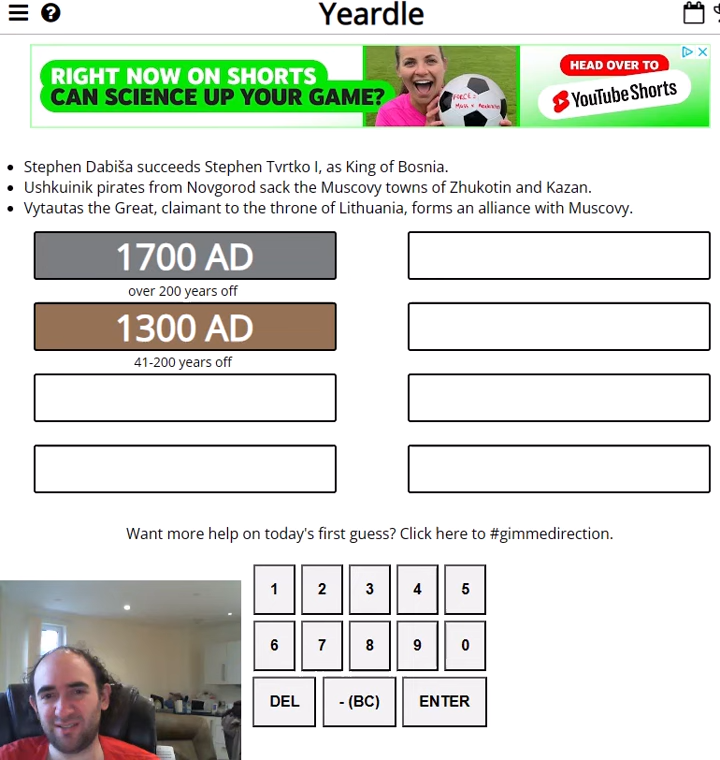 Yeardle
RIGHT NOW ON SHORTS
CAN SCIENCE UP YOUR GAME?
HEAD OVER TO
YouTube Shorts
Stephen Dabiša succeeds Stephen Tvrtko I, as King of Bosnia.
Ushkuinik pirates from Novgorod sack the Muscovy towns of Zhukotin and Kazan.
Vytautas the Great, claimant to the throne of Lithuania, forms an alliance with Muscovy.
1700 AD
over 200 years off
1300 AD
41-200 years off
Want more help on today's first guess? Click here to #gimmedirection.
1 2 3 4 5
6 7 8 9 0
DEL - (BC) ENTER